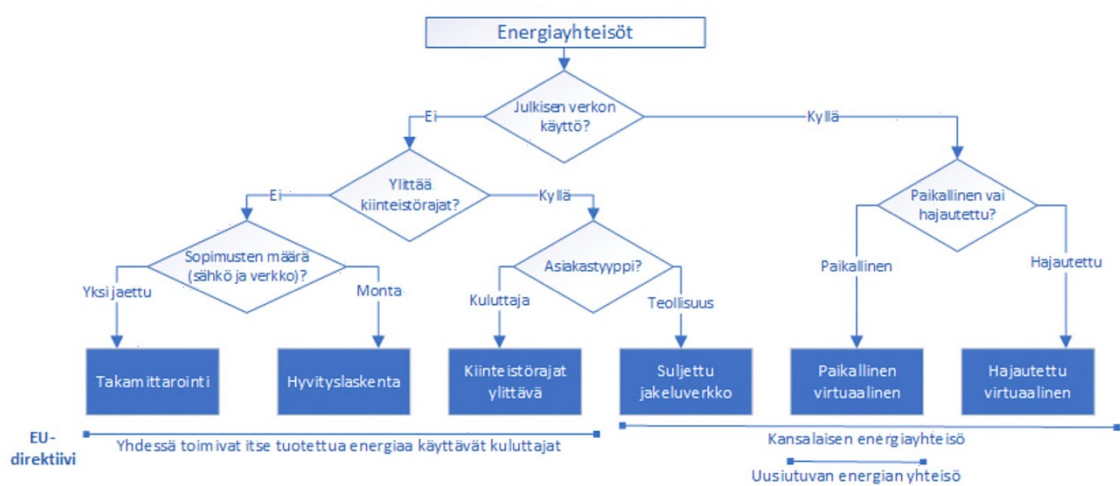 Energiayhteisöt
Julkisen verkon
käyttö?
Ei
Kyllä
Ylittää
kiinteistörajat?
Paikallinen vai
hajautettu?
Ei
Kyllä
Sopimusten määrä
(sähkö ja verkko)?
Asiakastyyppi?
Paikallinen
Hajautettu
Yksi jaettu
Monta
Kuluttaja
Teollisuus
Takamittarointi
Hyvityslaskenta
Kiinteistörajat
ylittävä
Suljettu
jakeluverkko
Paikallinen
virtuaalinen
Hajautettu
virtuaalinen
EU-
direktiivi
Yhdessä toimivat itse tuotettua energiaa käyttävät kuluttajat
Kansalaisen energiayhteisö
Uusiutuvan energian yhteisö